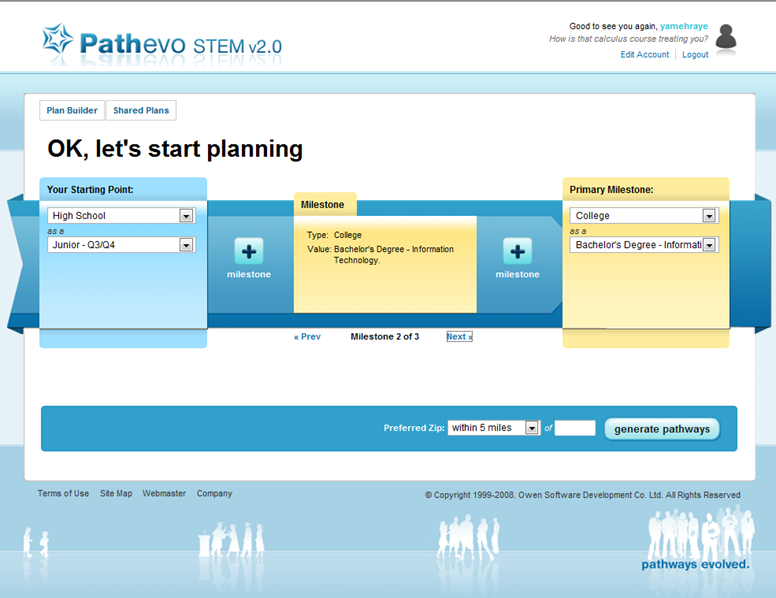 Pathevo STEM v2.0
Good to see you again, yamehraye
How is that calculus course treating you?
Edit Account | Logout
Plan Builder
Shared Plans
OK, let's start planning
Your Starting Point:
High School
as a
Junior - Q3/Q4
milestone
Milestone
Type: College
Value: Bachelor's Degree - Information
Technology.
milestone
Primary Milestone:
College
as a
Bachelor's Degree - Informati
« Prev
Milestone 2 of 3
Next »
Preferred Zip: within 5 miles of
generate pathways
Terms of Use Site Map Webmaster Company
© Copyright 1999-2008. Owen Software Development Co. Ltd. All Rights Reserved
pathways evolved.